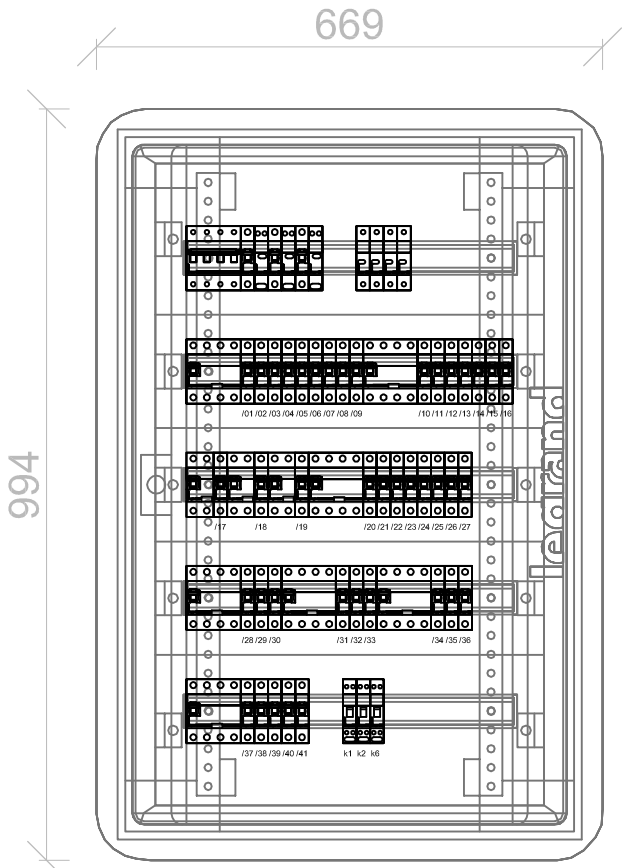 669
994
/01 /02 /03 /04 /05 /06 /07 /08 /09 /10 /11 /12 /13 /14 /15 /16
legrand
/17 /18 /19 /20 /21 /22 /23 /24 /25 /26 /27
/28 /29 /30 /31 /32 /33 /34 /35 /36
/37 /38 /39 /40 /41 k1 k2 k6